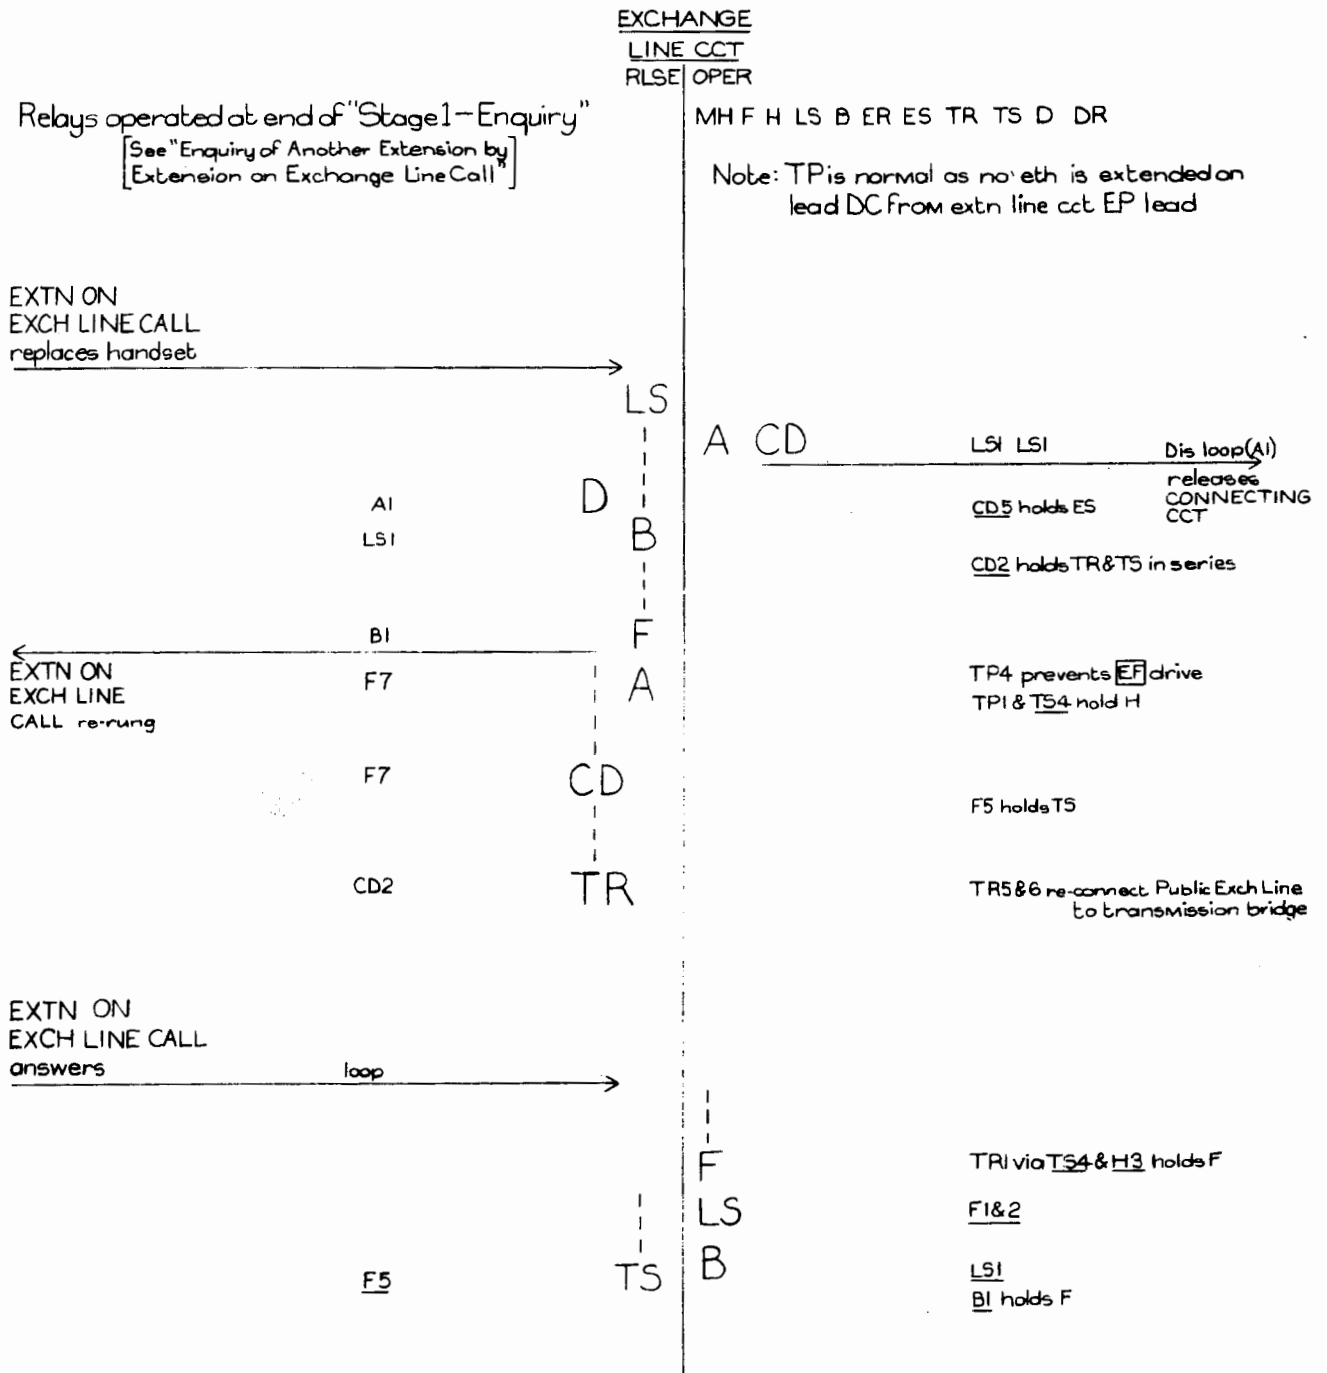 EXCHANGE
LINE CCT
RLSE OPER
Relays operated at end of "Stage 1 - Enquiry"
[See "Enquiry of Another Extension by
Extension on Exchange Line Call"]
MH F H LS B ER ES TR TS D DR
Note: TP is normal as no eth is extended on
lead DC from extn line cct EP lead
EXTN ON
EXCH LINE CALL
replaces handset
LS
A CD
LS1 LS1
Dis loop (A1)
releases
CONNECTING
CCT
A1
D
CD5 holds ES
LS1
B
CD2 holds TR & TS in series
B1
F
EXTN ON
EXCH LINE
CALL re-rung
F7
A
TP4 prevents EF drive
TP1 & TS4 hold H
F7
CD
F5 holds TS
CD2
TR
TR5&6 re-connect Public Exch Line
to transmission bridge
EXTN ON
EXCH LINE CALL
answers
loop
F
TR1 via TS4 & H3 holds F
LS
F1&2
F5
TS
B
LS1
B1 holds F